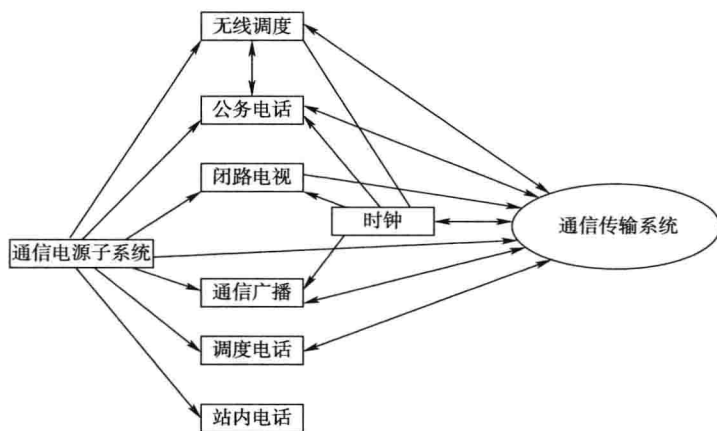 无线调度
公务电话
闭路电视
时钟
通信传输系统
通信电源子系统
通信广播
调度电话
站内电话